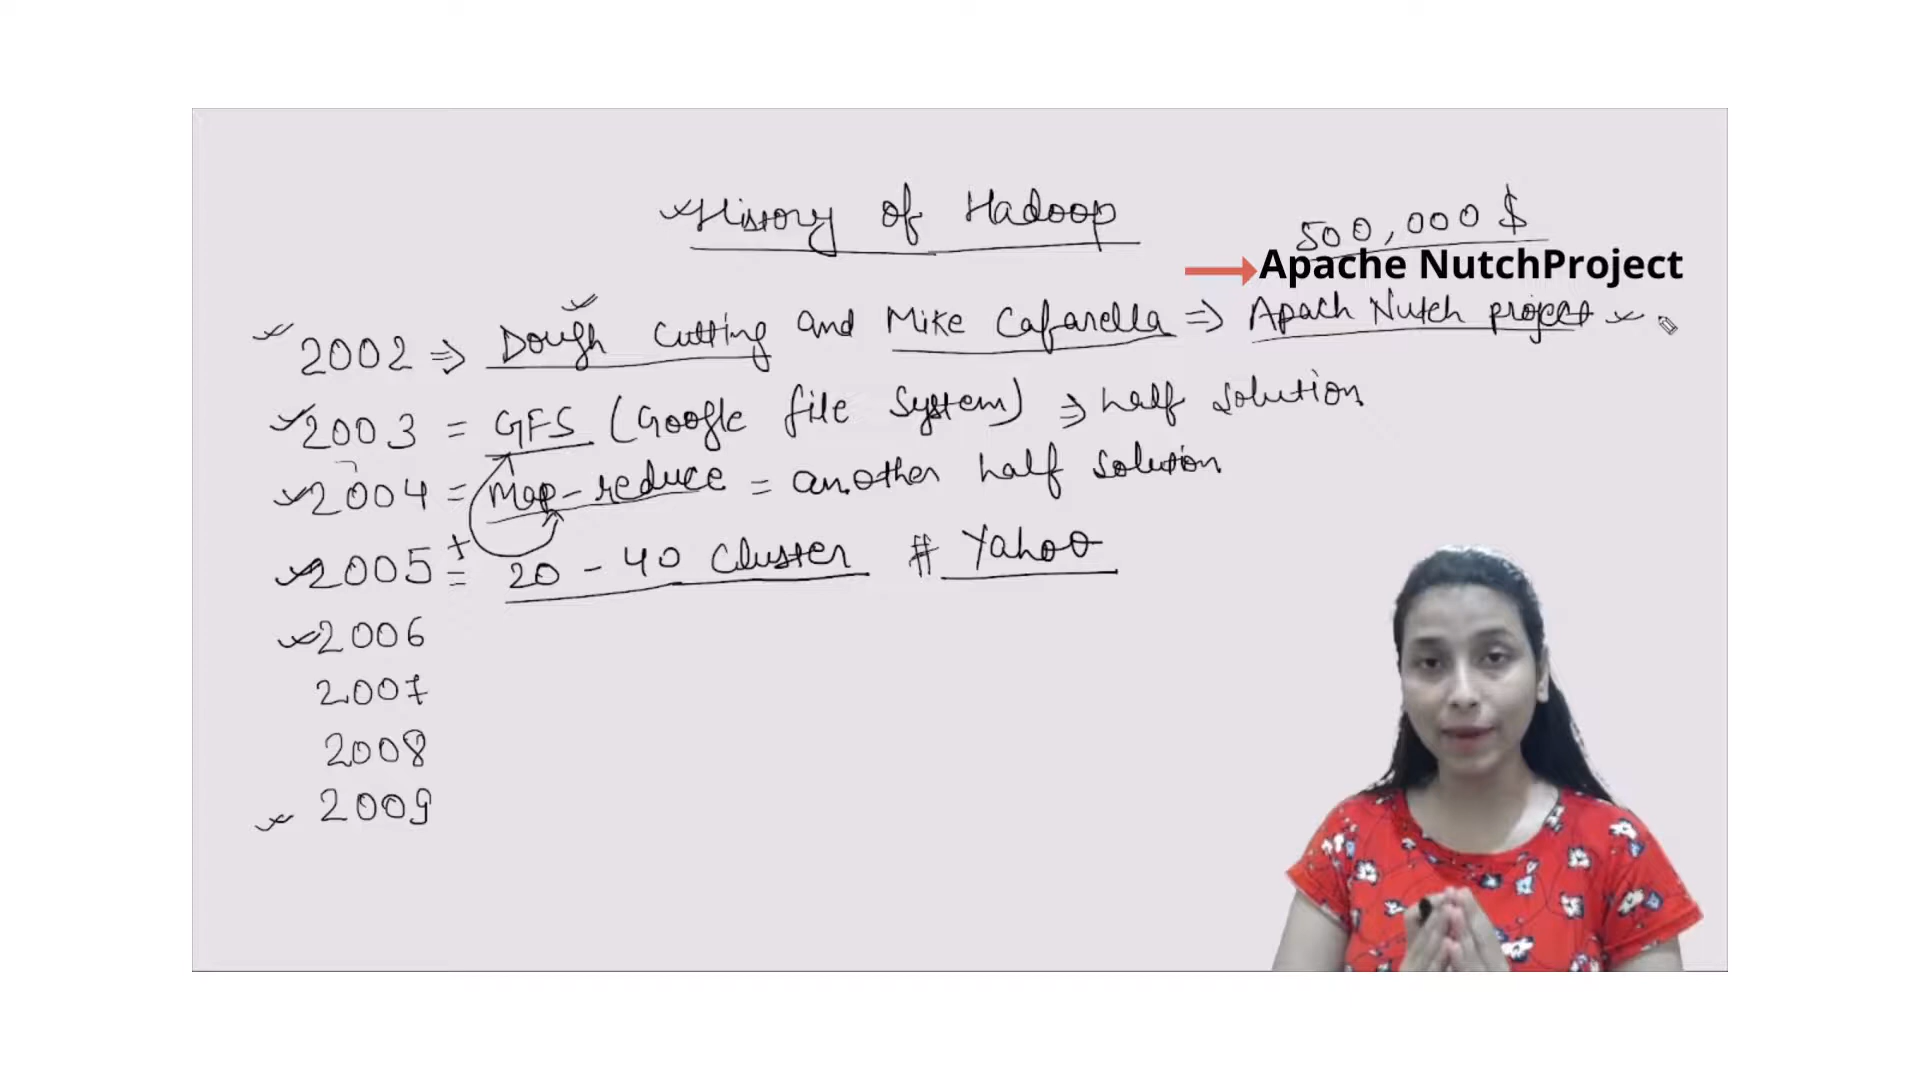 History of Hadoop
500,000 $
Apache NutchProject
2002 ⇒ Dough Cutting and Mike Cafarella ⇒ Apach Nutch project
2003 = GFS (Google file System) ⇒ half solution
2004 = Map-reduce = another half solution
2005 = 20 - 40 Cluster # Yahoo
2006
2007
2008
2009